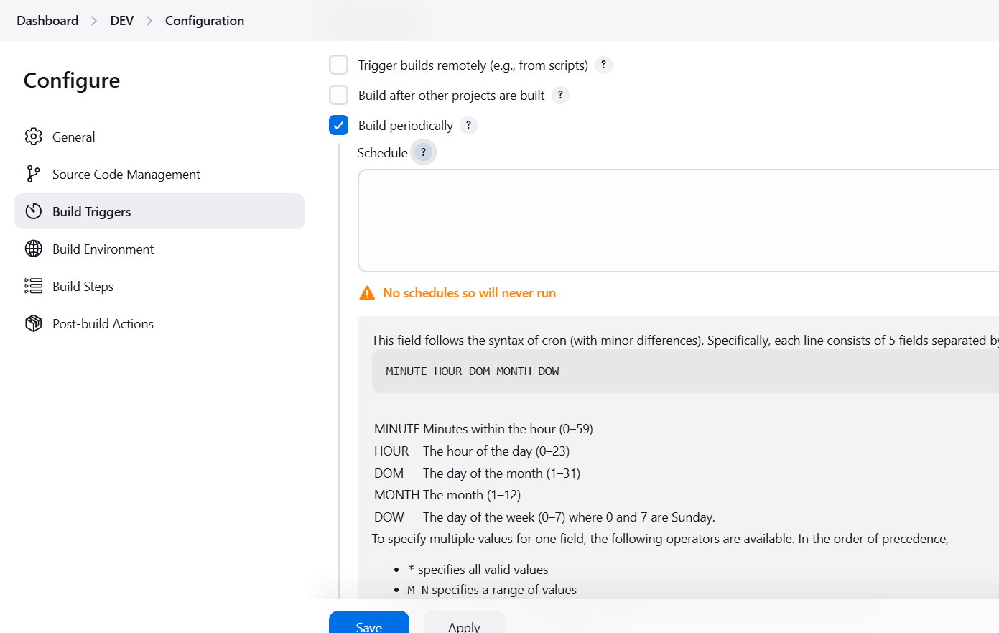 Dashboard > DEV > Configuration
Configure
General
Source Code Management
Build Triggers
Build Environment
Build Steps
Post-build Actions
Trigger builds remotely (e.g., from scripts) ?
Build after other projects are built ?
Build periodically ?
Schedule ?
No schedules so will never run
This field follows the syntax of cron (with minor differences). Specifically, each line consists of 5 fields separated by
MINUTE HOUR DOM MONTH DOW
MINUTE Minutes within the hour (0–59)
HOUR The hour of the day (0–23)
DOM The day of the month (1–31)
MONTH The month (1–12)
DOW The day of the week (0–7) where 0 and 7 are Sunday.
To specify multiple values for one field, the following operators are available. In the order of precedence,
• * specifies all valid values
• M-N specifies a range of values
Save
Apply